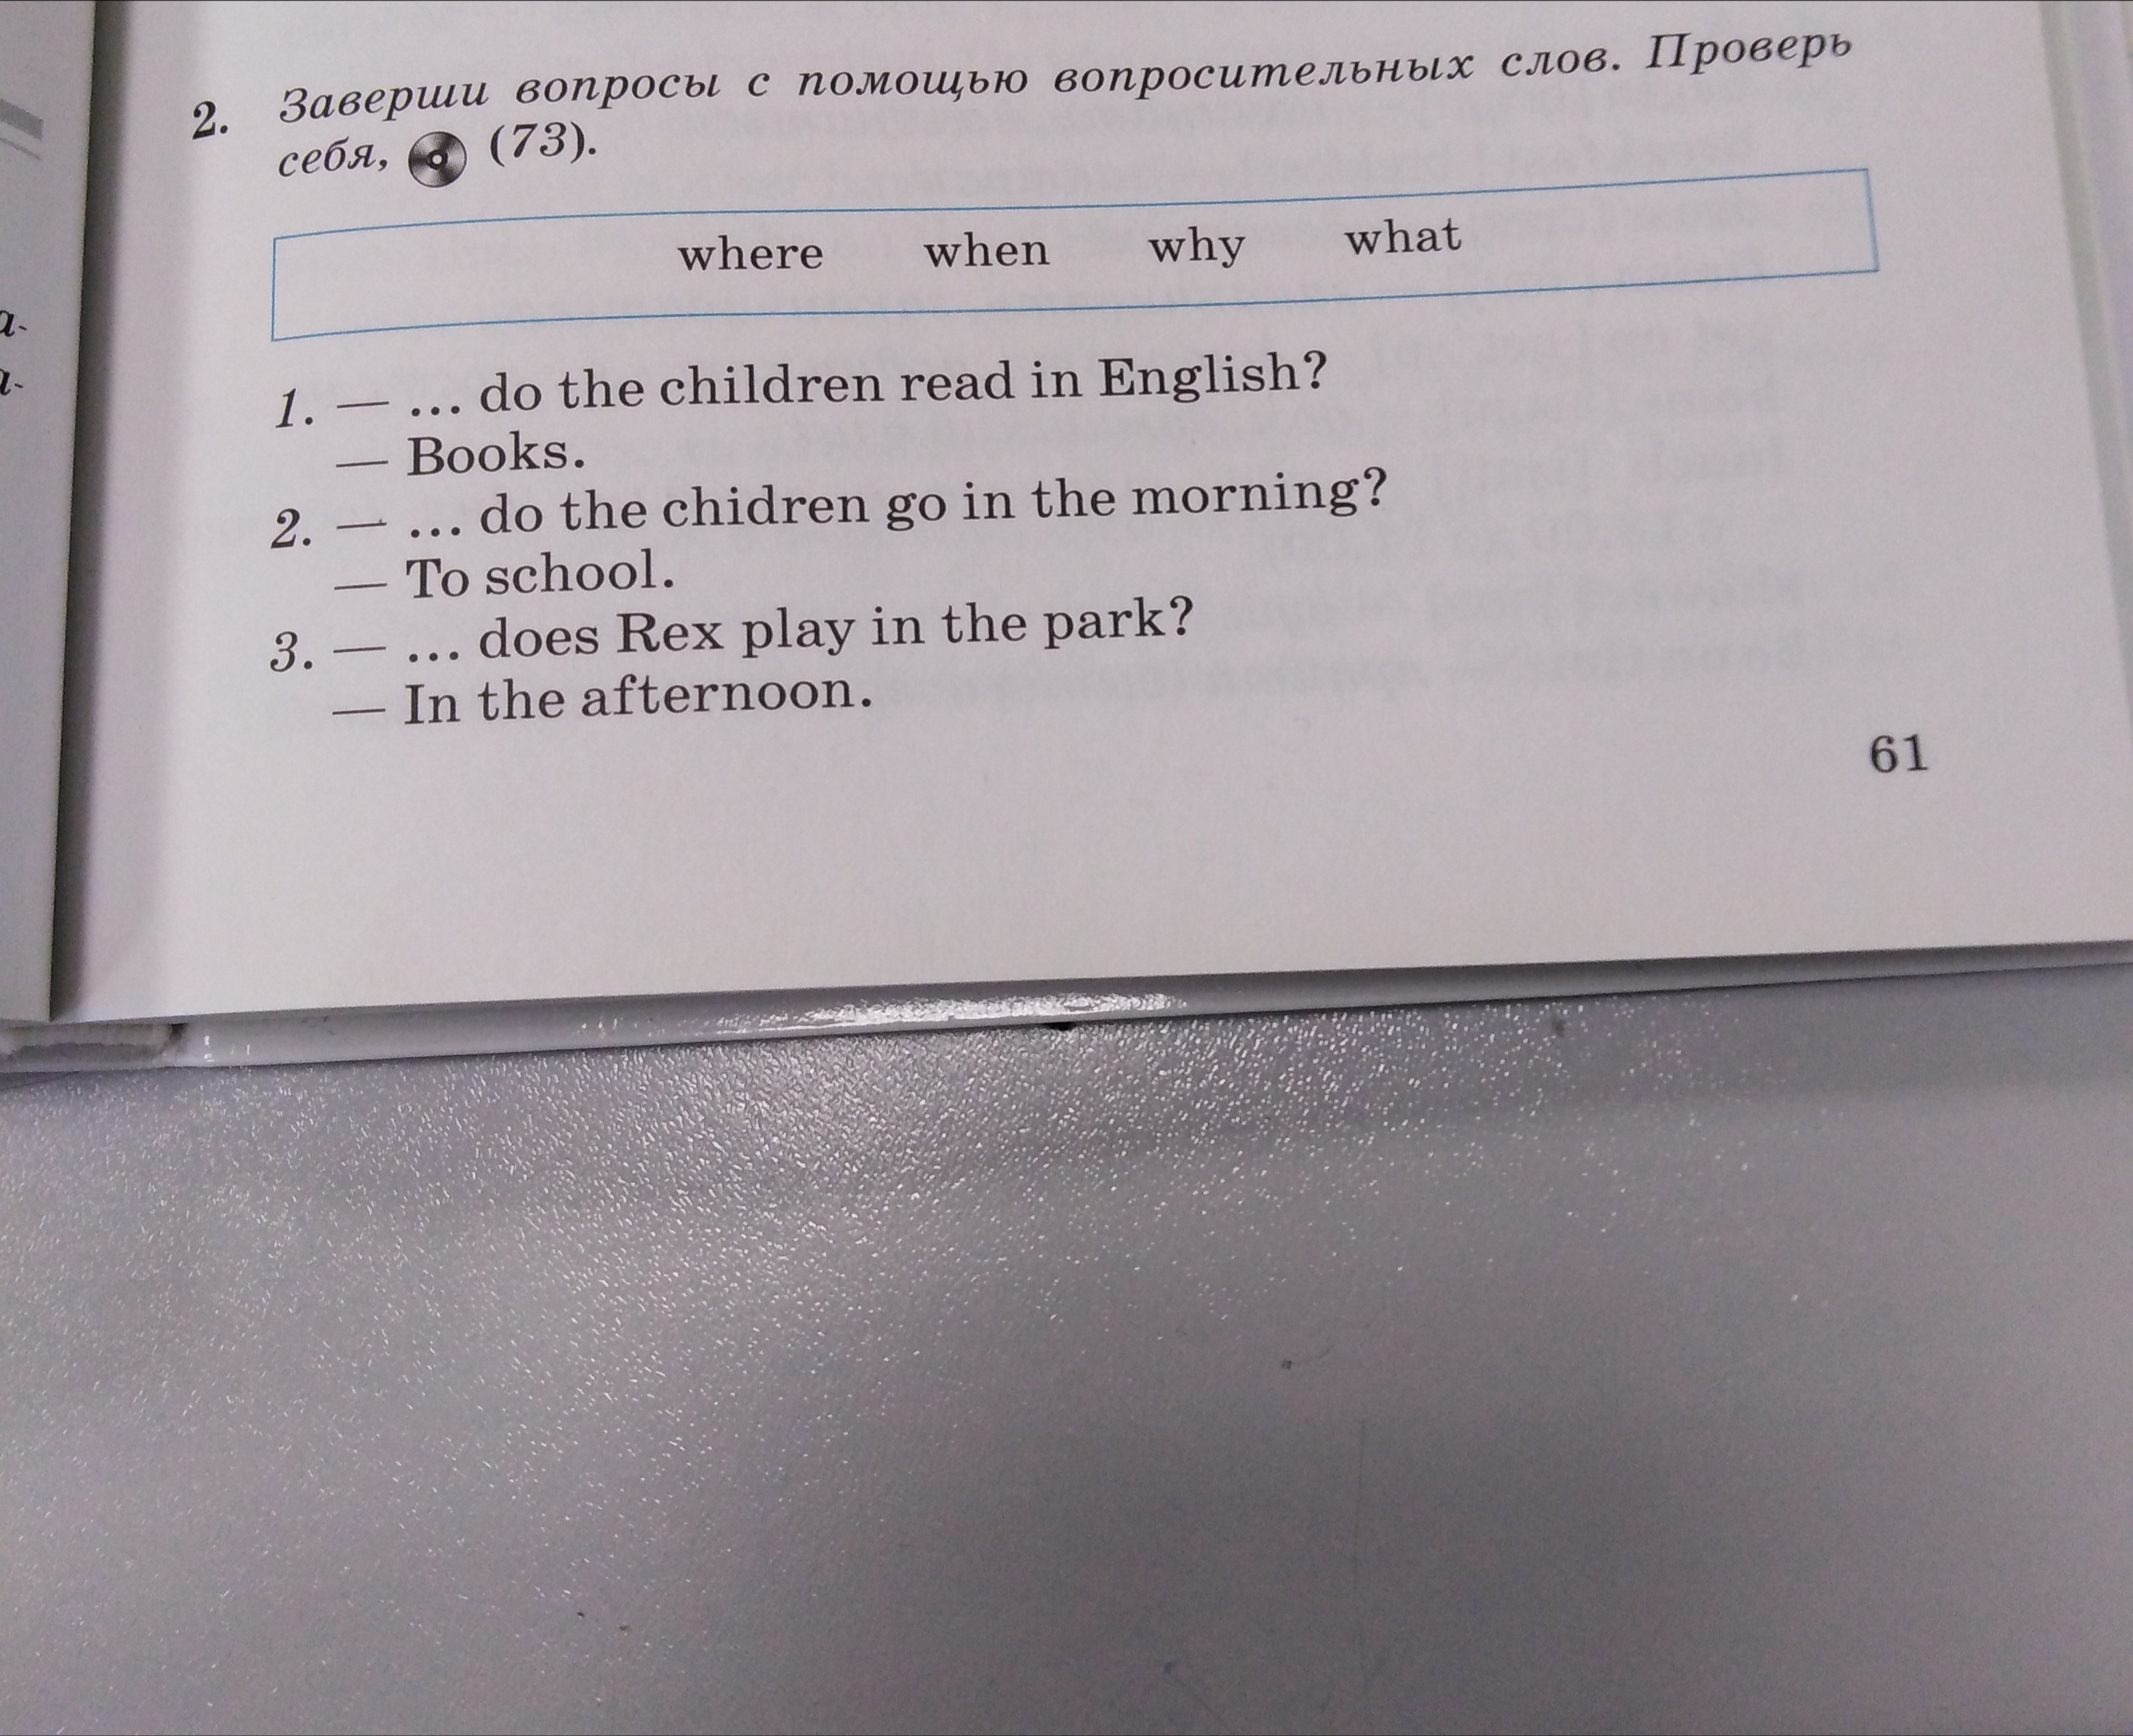 2. Заверши вопросы с помощью вопросительных слов. Проверь
себя, (73).
where when why what
1. — ... do the children read in English?
— Books.
2. — ... do the chidren go in the morning?
— To school.
3. — ... does Rex play in the park?
— In the afternoon.
61
а-